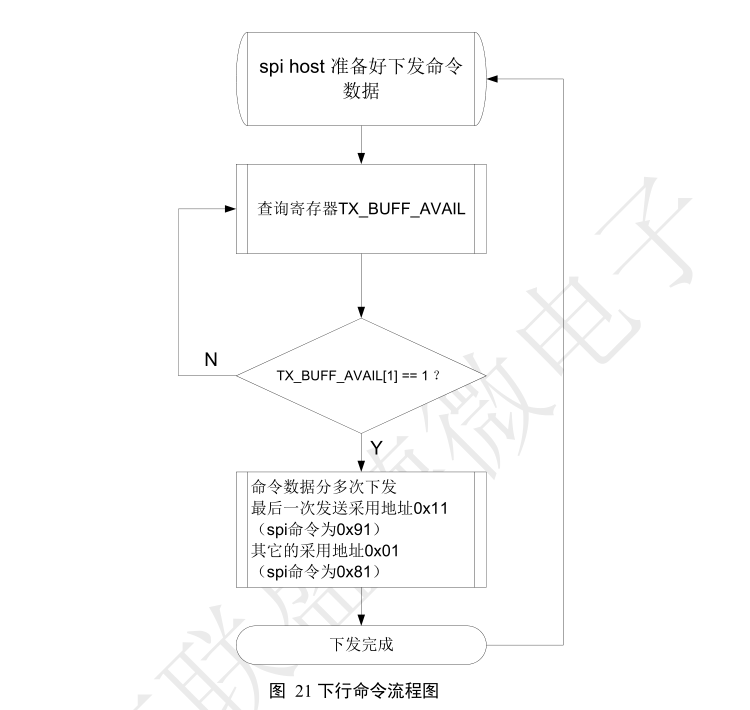 spi host 准备好下发命令
数据
查询寄存器TX_BUFF_AVAIL
N
TX_BUFF_AVAIL[1] == 1 ？
Y
命令数据分多次下发
最后一次发送采用地址0x11
（spi命令为0x91）
其它的采用地址0x01
（spi命令为0x81）
下发完成
图 21 下行命令流程图
联盛德微电子